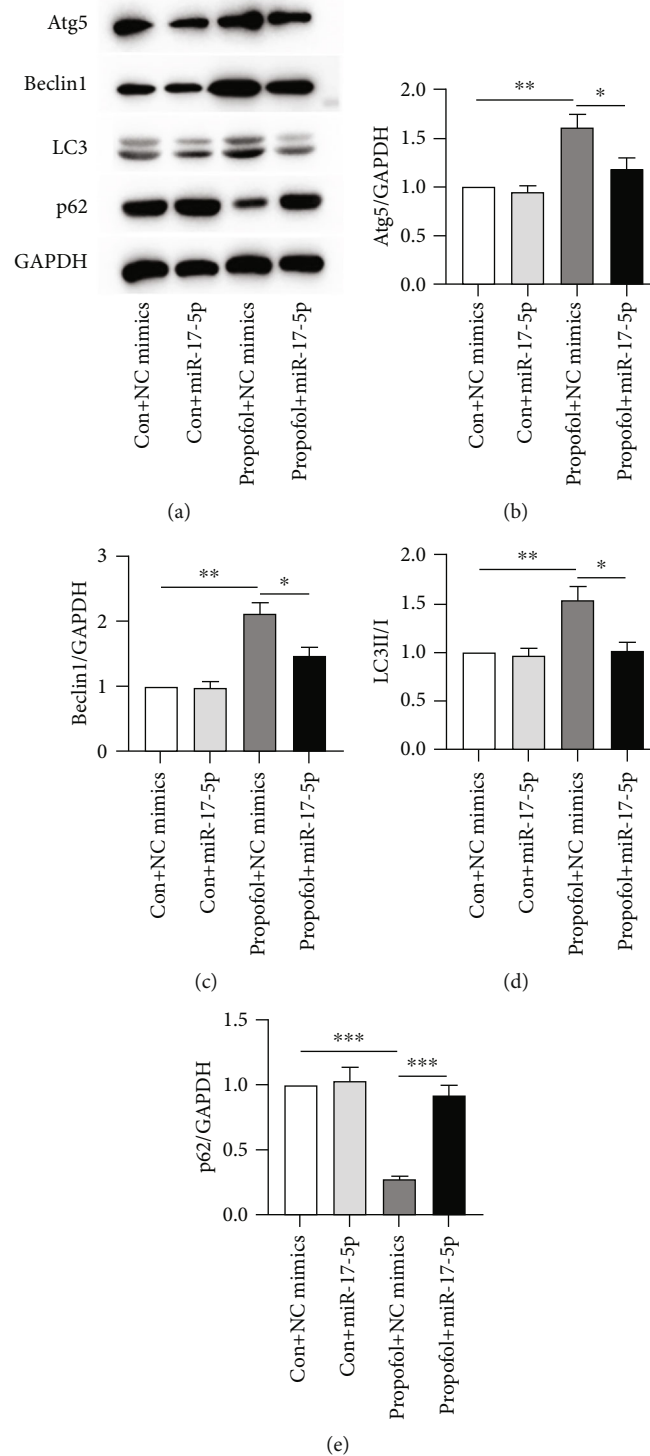 Atg5
Beclin1
LC3
p62
GAPDH
Con+NC mimics
Con+miR-17-5p
Propofol+NC mimics
Propofol+miR-17-5p
(a)
Atg5/GAPDH
2.0
1.5
1.0
0.5
0.0
**
*
Con+NC mimics
Con+miR-17-5p
Propofol+NC mimics
Propofol+miR-17-5p
(b)
Beclin1/GAPDH
3
2
1
0
**
*
Con+NC mimics
Con+miR-17-5p
Propofol+NC mimics
Propofol+miR-17-5p
(c)
LC3II/I
2.0
1.5
1.0
0.5
0.0
**
*
Con+NC mimics
Con+miR-17-5p
Propofol+NC mimics
Propofol+miR-17-5p
(d)
p62/GAPDH
1.5
1.0
0.5
0.0
***
***
Con+NC mimics
Con+miR-17-5p
Propofol+NC mimics
Propofol+miR-17-5p
(e)